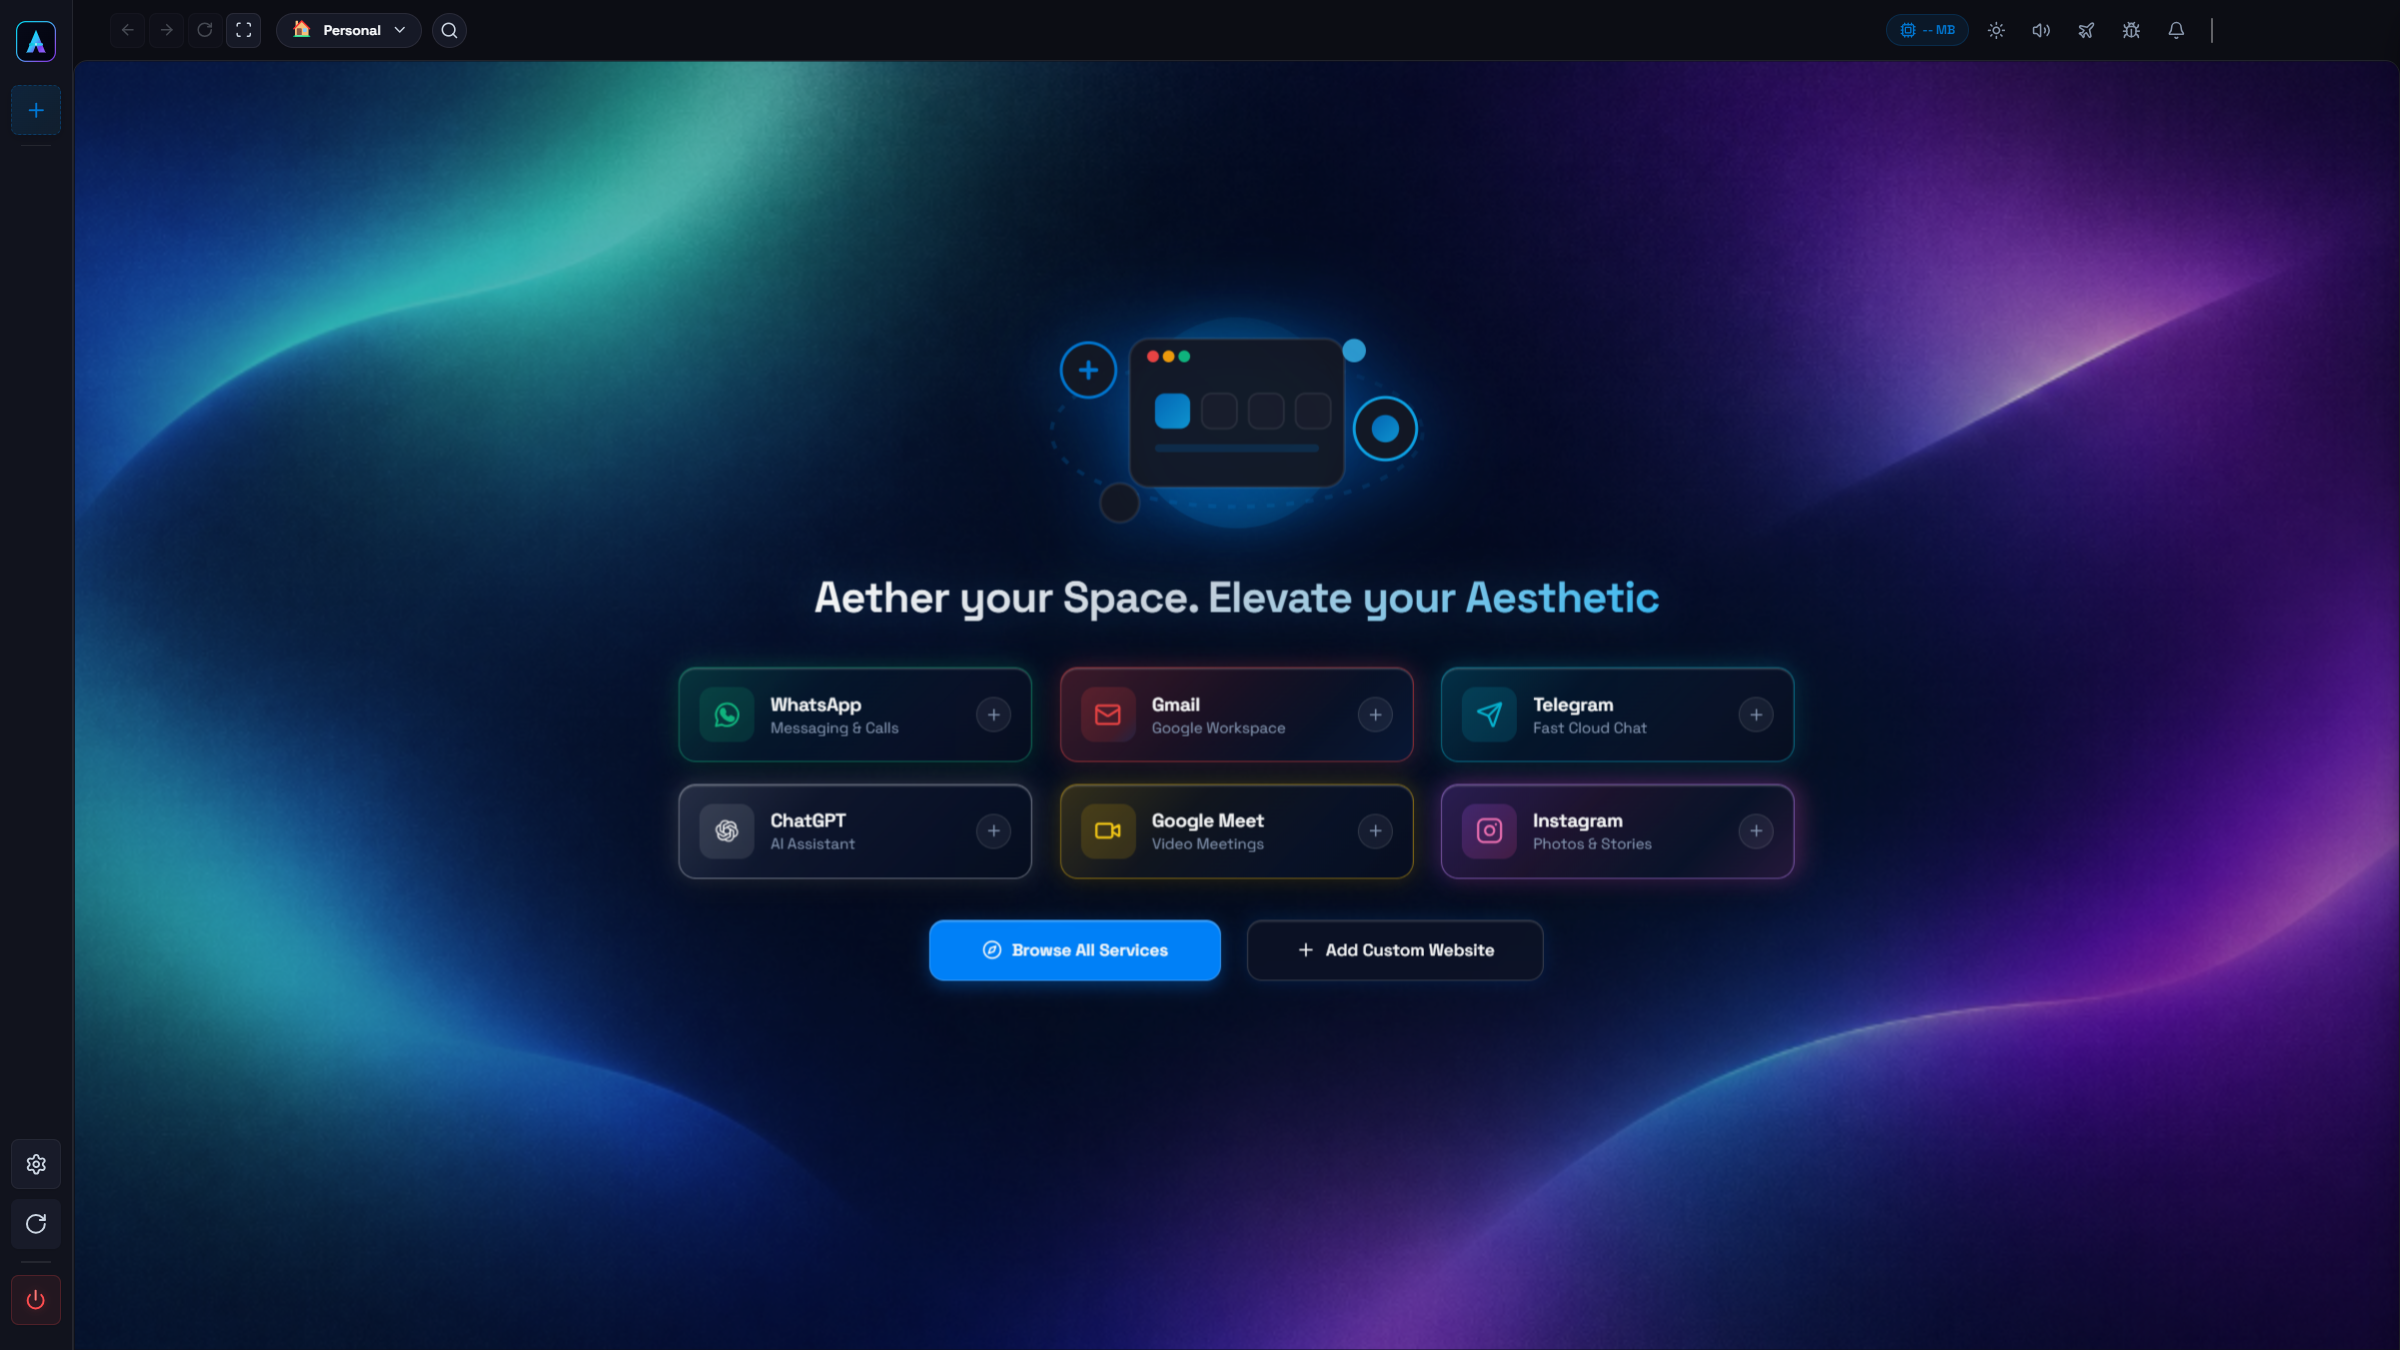 Personal
-- MB
Aether your Space. Elevate your Aesthetic
WhatsApp
Messaging & Calls
Gmail
Google Workspace
Telegram
Fast Cloud Chat
ChatGPT
AI Assistant
Google Meet
Video Meetings
Instagram
Photos & Stories
Browse All Services
Add Custom Website